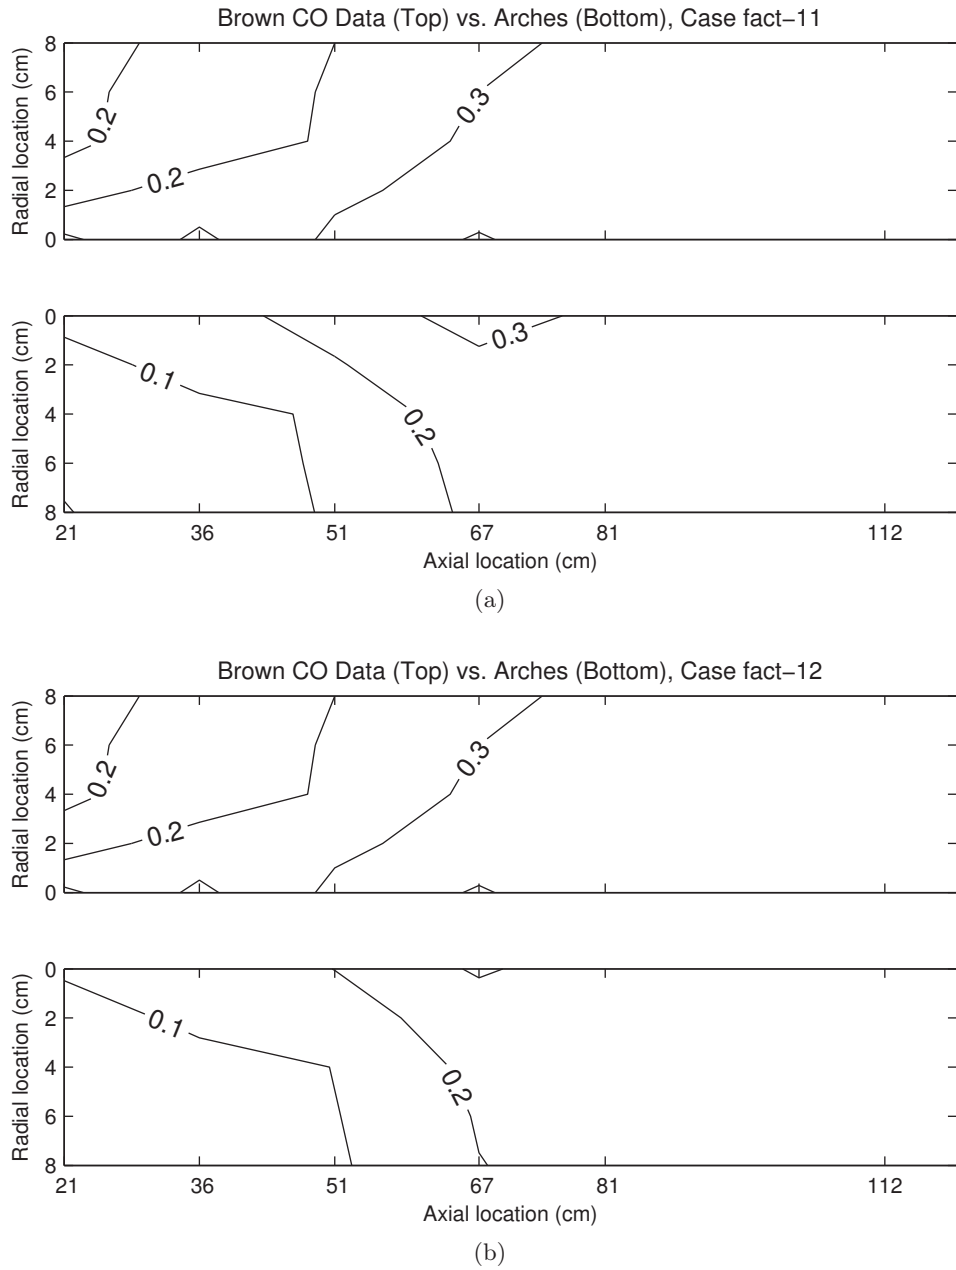 Brown CO Data (Top) vs. Arches (Bottom), Case fact−11
8
6
4
2
0
Radial location (cm)
0.2
0.2
0.3
0
2
4
6
8
Radial location (cm)
0.1
0.2
0.3
21 36 51 67 81 112
Axial location (cm)
(a)
Brown CO Data (Top) vs. Arches (Bottom), Case fact−12
8
6
4
2
0
Radial location (cm)
0.2
0.2
0.3
0
2
4
6
8
Radial location (cm)
0.1
0.2
21 36 51 67 81 112
Axial location (cm)
(b)